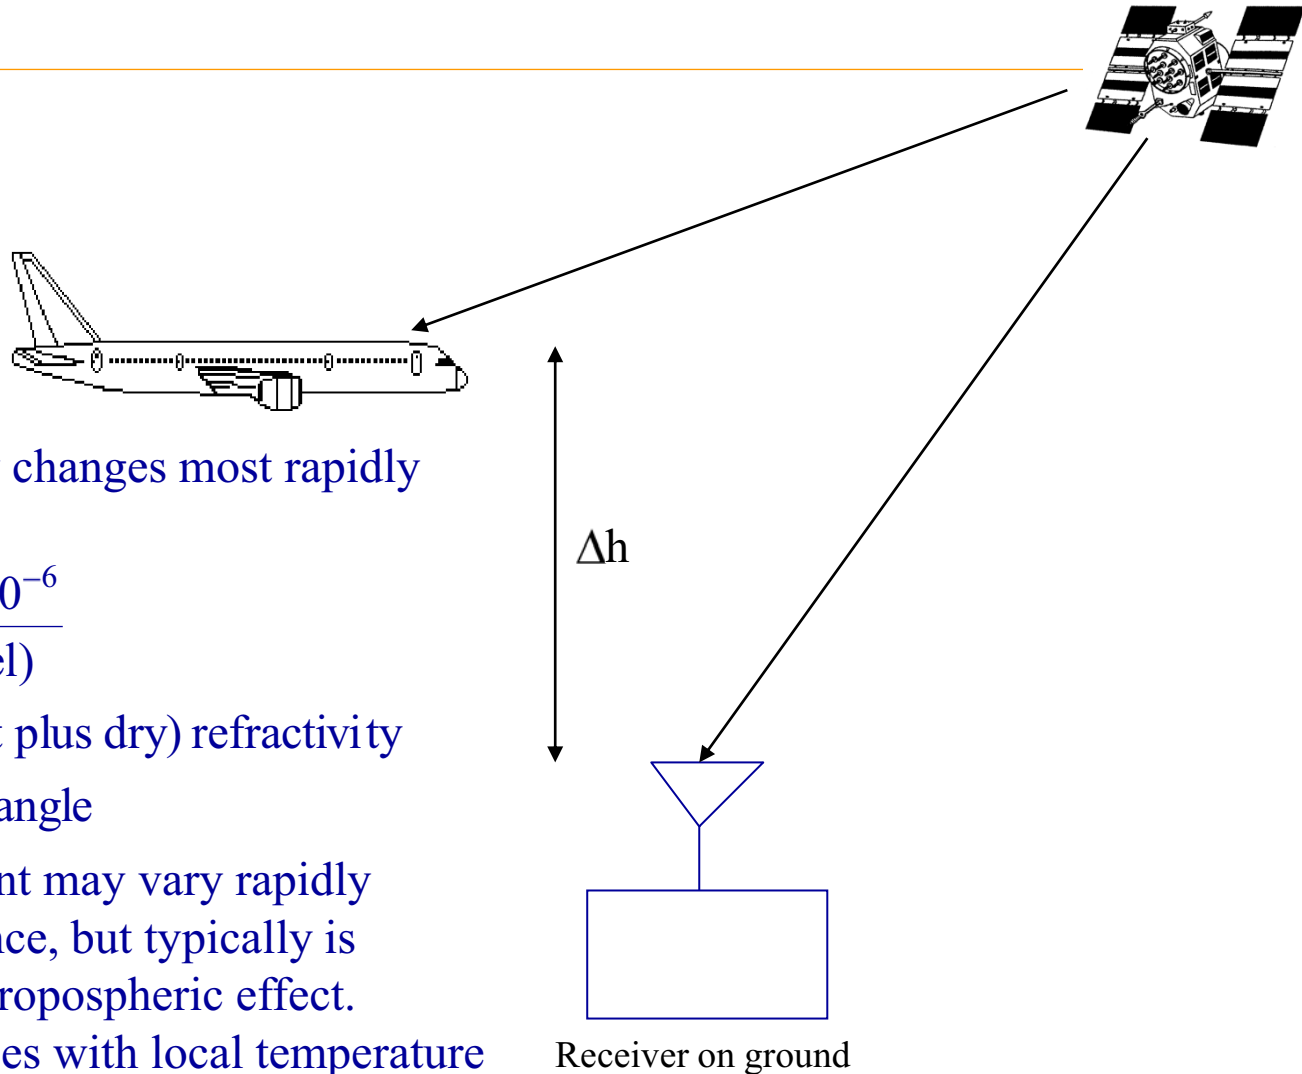 changes most rapidly
Δh
0⁻⁶
el)
plus dry) refractivity
angle
nt may vary rapidly
nce, but typically is
ropospheric effect.
es with local temperature
Receiver on ground